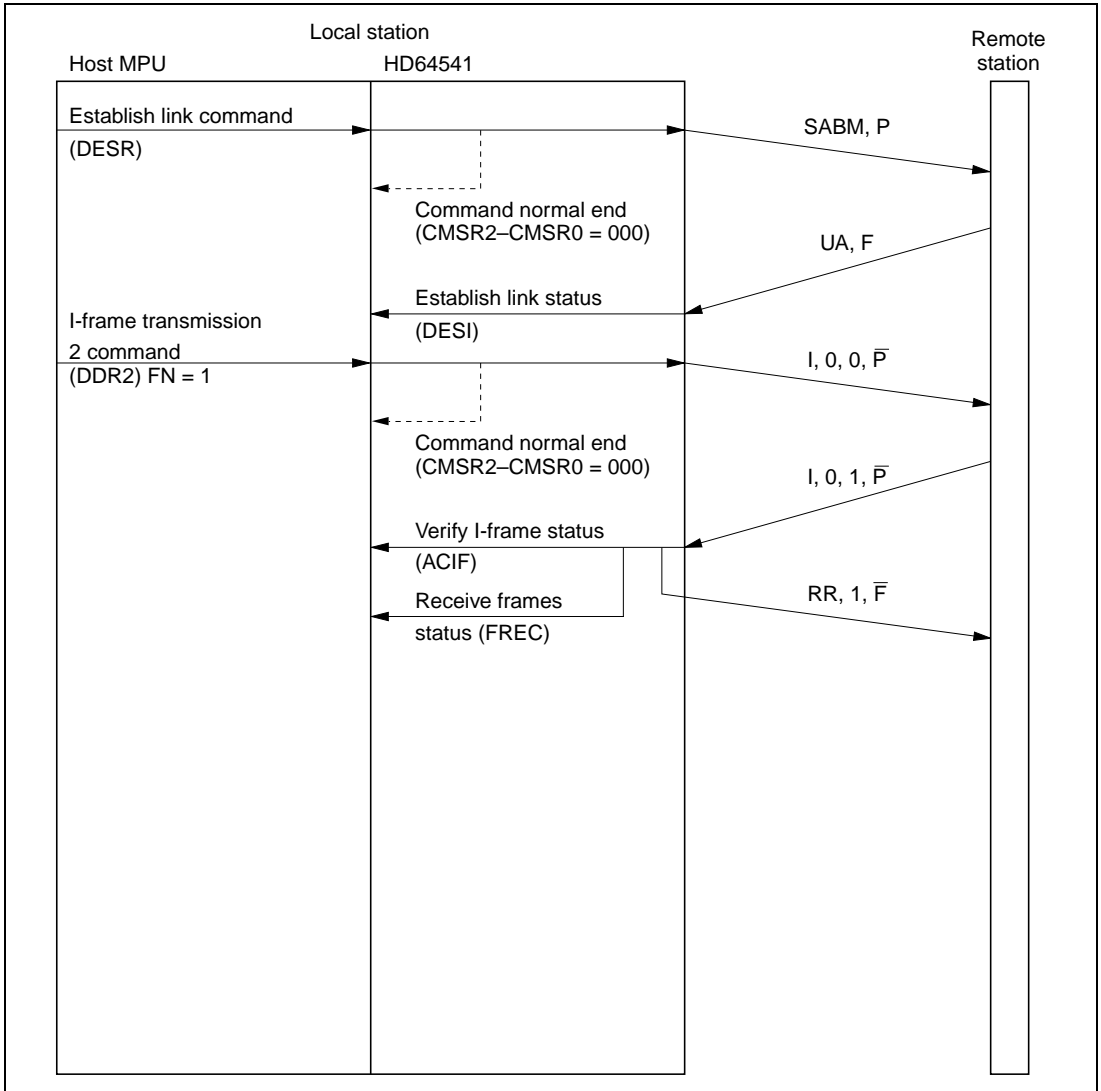 Local station
Remote
station
Host MPU
HD64541
Establish link command
(DESR)
SABM, P
Command normal end
(CMSR2–CMSR0 = 000)
UA, F
Establish link status
(DESI)
I-frame transmission
2 command
(DDR2) FN = 1
I, 0, 0, P̅
Command normal end
(CMSR2–CMSR0 = 000)
I, 0, 1, P̅
Verify I-frame status
(ACIF)
RR, 1, F̅
Receive frames
status (FREC)